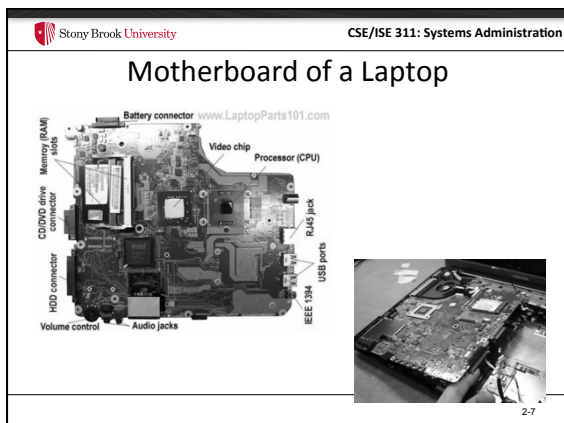 Stony Brook University
CSE/ISE 311: Systems Administration
Motherboard of a Laptop
Battery connector
www.LaptopParts101.com
Memroy (RAM)
slots
Video chip
Processor (CPU)
CD/DVD drive
connector
RJ45 jack
HDD connector
USB ports
IEEE 1394
Volume control
Audio jacks
intel
2-7